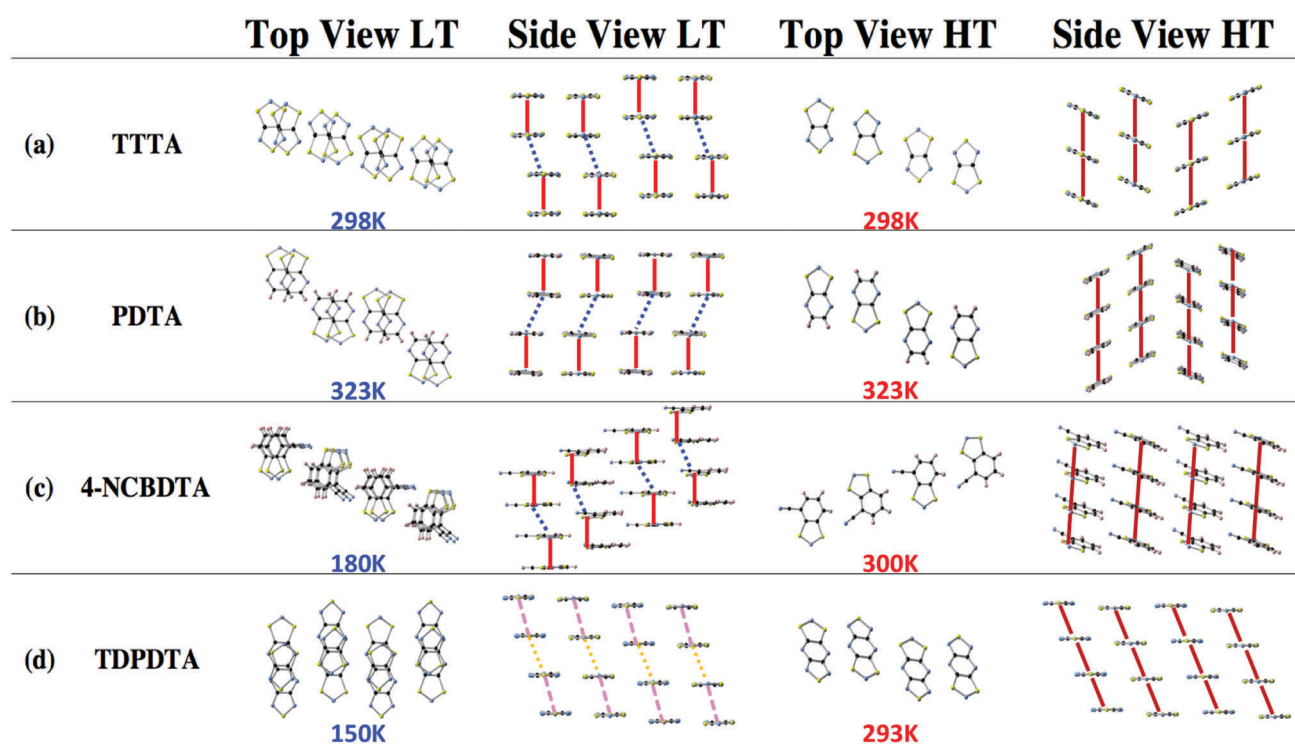 Top View LT Side View LT Top View HT Side View HT
(a) TTTA
298K 298K
(b) PDTA
323K 323K
(c) 4-NCBDTA
180K 300K
(d) TDPDTA
150K 293K